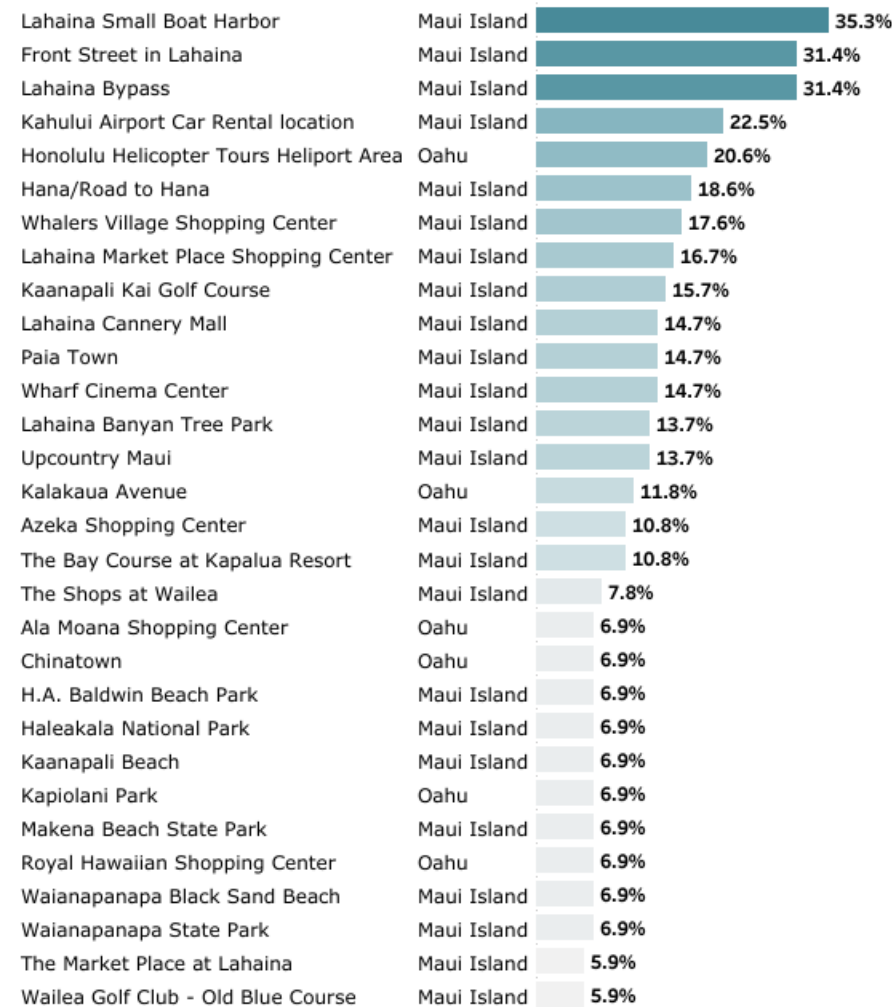 Lahaina Small Boat Harbor Maui Island 35.3%
Front Street in Lahaina Maui Island 31.4%
Lahaina Bypass Maui Island 31.4%
Kahului Airport Car Rental location Maui Island 22.5%
Honolulu Helicopter Tours Heliport Area Oahu 20.6%
Hana/Road to Hana Maui Island 18.6%
Whalers Village Shopping Center Maui Island 17.6%
Lahaina Market Place Shopping Center Maui Island 16.7%
Kaanapali Kai Golf Course Maui Island 15.7%
Lahaina Cannery Mall Maui Island 14.7%
Paia Town Maui Island 14.7%
Wharf Cinema Center Maui Island 14.7%
Lahaina Banyan Tree Park Maui Island 13.7%
Upcountry Maui Maui Island 13.7%
Kalakaua Avenue Oahu 11.8%
Azeka Shopping Center Maui Island 10.8%
The Bay Course at Kapalua Resort Maui Island 10.8%
The Shops at Wailea Maui Island 7.8%
Ala Moana Shopping Center Oahu 6.9%
Chinatown Oahu 6.9%
H.A. Baldwin Beach Park Maui Island 6.9%
Haleakala National Park Maui Island 6.9%
Kaanapali Beach Maui Island 6.9%
Kapiolani Park Oahu 6.9%
Makena Beach State Park Maui Island 6.9%
Royal Hawaiian Shopping Center Oahu 6.9%
Waianapanapa Black Sand Beach Maui Island 6.9%
Waianapanapa State Park Maui Island 6.9%
The Market Place at Lahaina Maui Island 5.9%
Wailea Golf Club - Old Blue Course Maui Island 5.9%